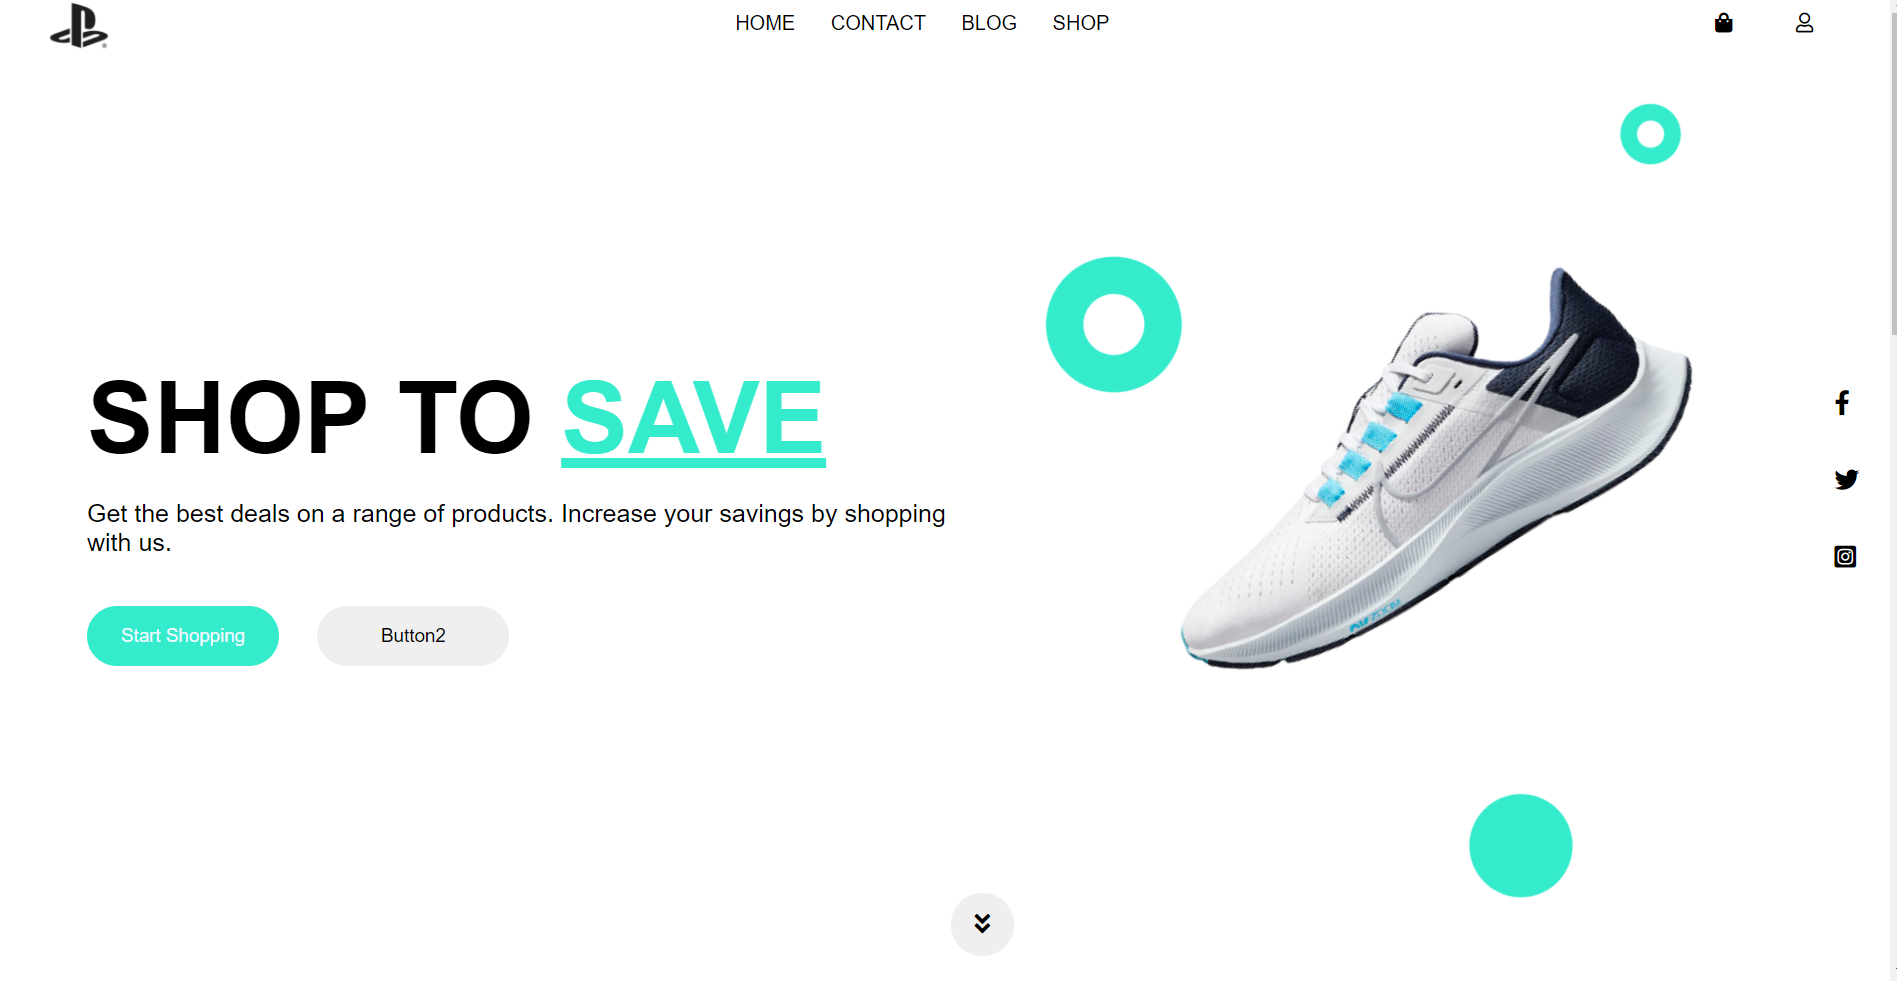 HOME CONTACT BLOG SHOP
SHOP TO SAVE
Get the best deals on a range of products. Increase your savings by shopping
with us.
Start Shopping Button2
ZOOM